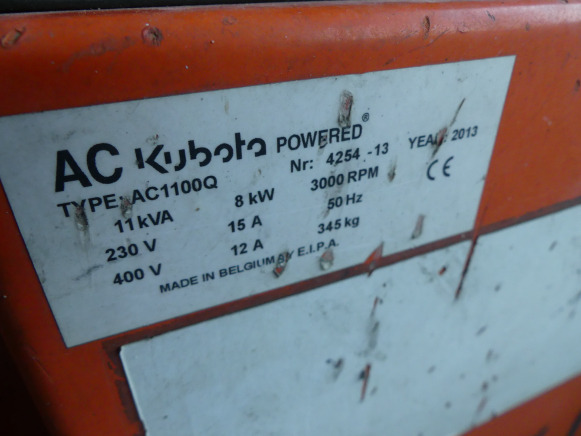 AC Kubota POWERED®
TYPE: AC1100Q Nr: 4254 -13 YEAR: 2013
11 kVA 8 kW 3000 RPM CE
230 V 15 A 50 Hz
400 V 12 A 345 kg
MADE IN BELGIUM BY E.I.P.A.